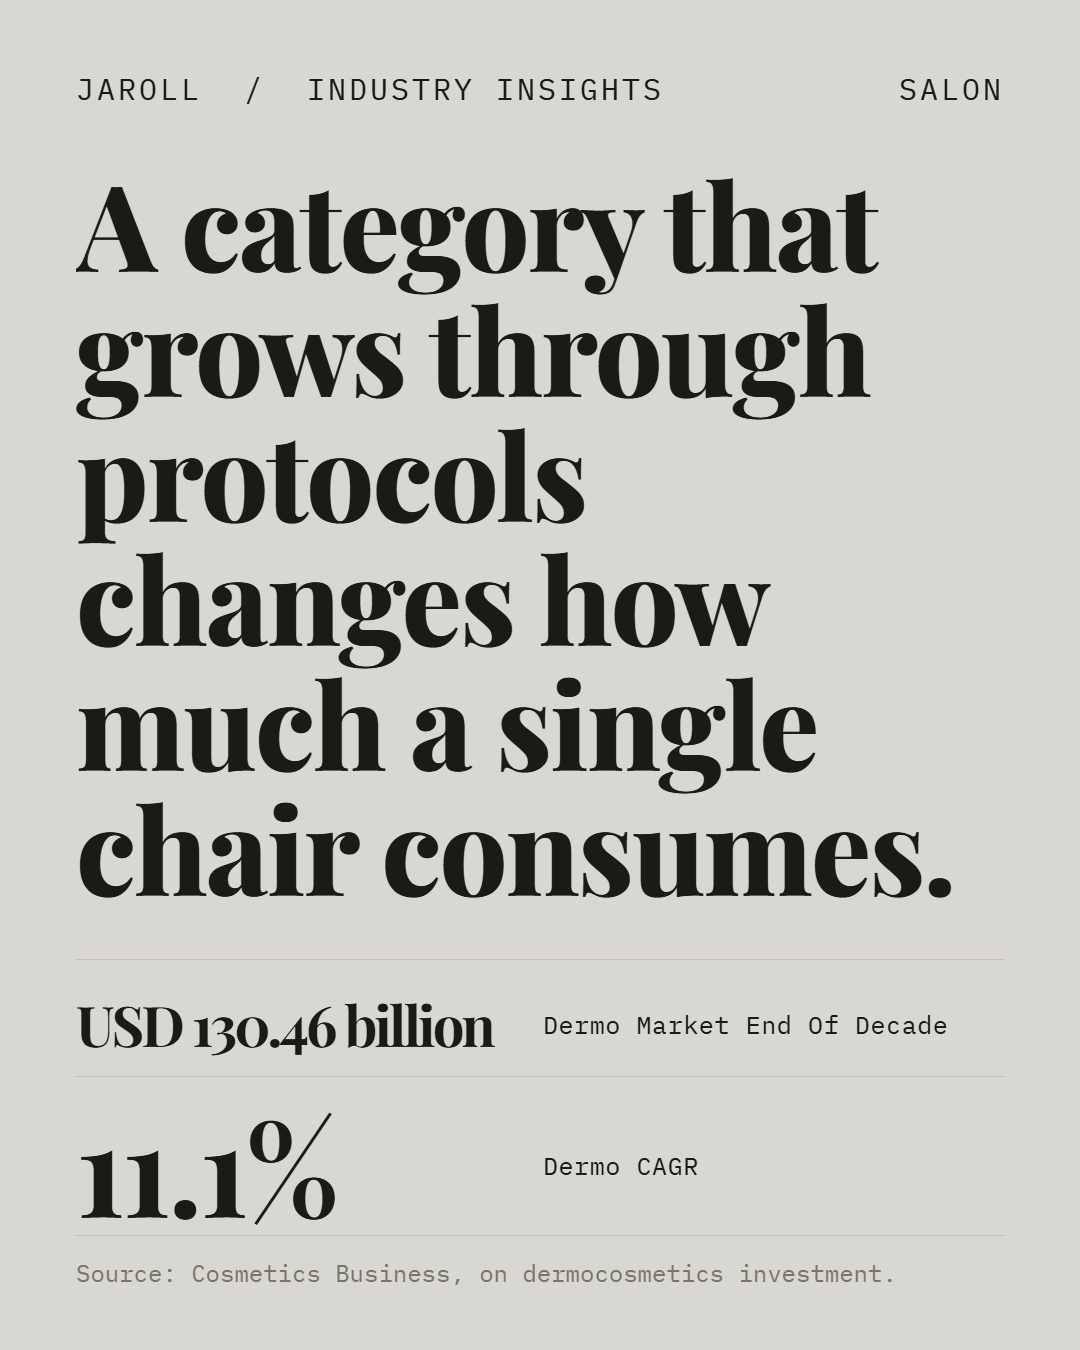 JAROLL / INDUSTRY INSIGHTS SALON
A category that
grows through
protocols
changes how
much a single
chair consumes.
USD 130.46 billion Dermo Market End Of Decade
11.1% Dermo CAGR
Source: Cosmetics Business, on dermocosmetics investment.